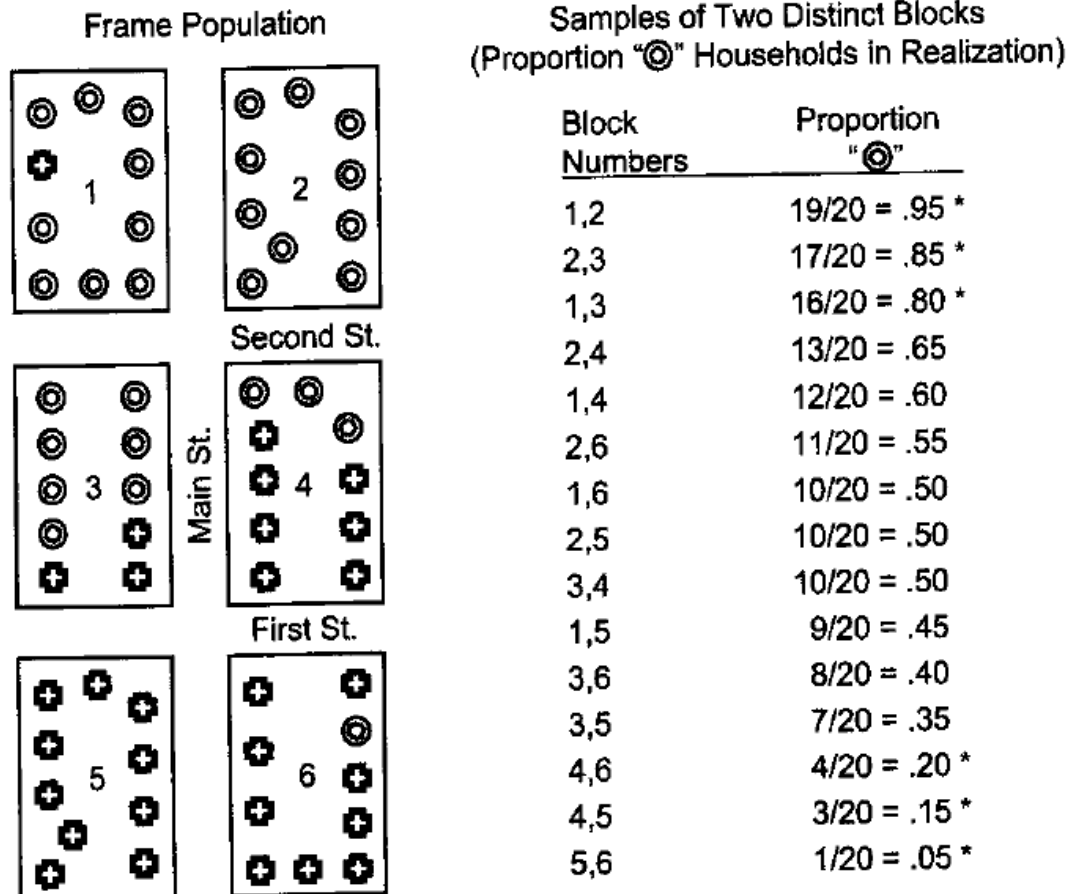 Frame Population
1
2
Second St.
3
Main St.
4
First St.
5
6
Samples of Two Distinct Blocks
(Proportion "◎" Households in Realization)
Block Numbers
Proportion "◎"
1,2 19/20 = .95 *
2,3 17/20 = .85 *
1,3 16/20 = .80 *
2,4 13/20 = .65
1,4 12/20 = .60
2,6 11/20 = .55
1,6 10/20 = .50
2,5 10/20 = .50
3,4 10/20 = .50
1,5 9/20 = .45
3,6 8/20 = .40
3,5 7/20 = .35
4,6 4/20 = .20 *
4,5 3/20 = .15 *
5,6 1/20 = .05 *